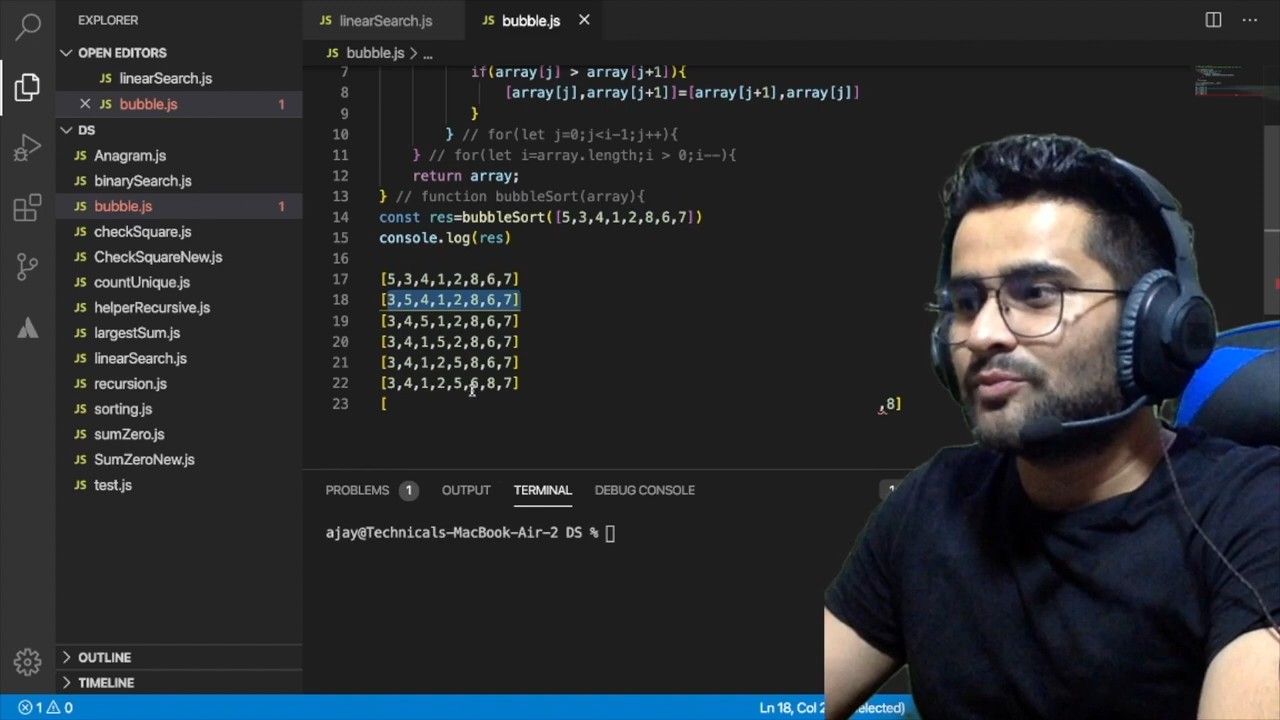 EXPLORER
JS linearSearch.js
JS bubble.js
OPEN EDITORS
JS linearSearch.js
JS bubble.js 1
DS
JS Anagram.js
JS binarySearch.js
JS bubble.js 1
JS checkSquare.js
JS CheckSquareNew.js
JS countUnique.js
JS helperRecursive.js
JS largestSum.js
JS linearSearch.js
JS recursion.js
JS sorting.js
JS sumZero.js
JS SumZeroNew.js
JS test.js
OUTLINE
TIMELINE
JS bubble.js > ...
7 if(array[j] > array[j+1]){
8 [array[j],array[j+1]]=[array[j+1],array[j]]
9 }
10 } // for(let j=0;j<i-1;j++){
11 } // for(let i=array.length;i > 0;i--){
12 return array;
13 } // function bubbleSort(array){
14 const res=bubbleSort([5,3,4,1,2,8,6,7])
15 console.log(res)
16
17 [5,3,4,1,2,8,6,7]
18 [3,5,4,1,2,8,6,7]
19 [3,4,5,1,2,8,6,7]
20 [3,4,1,5,2,8,6,7]
21 [3,4,1,2,5,8,6,7]
22 [3,4,1,2,5,6,8,7]
23 [ ,8]
PROBLEMS 1 OUTPUT TERMINAL DEBUG CONSOLE 1
ajay@Technicals-MacBook-Air-2 DS %
1 0 Ln 18, Col